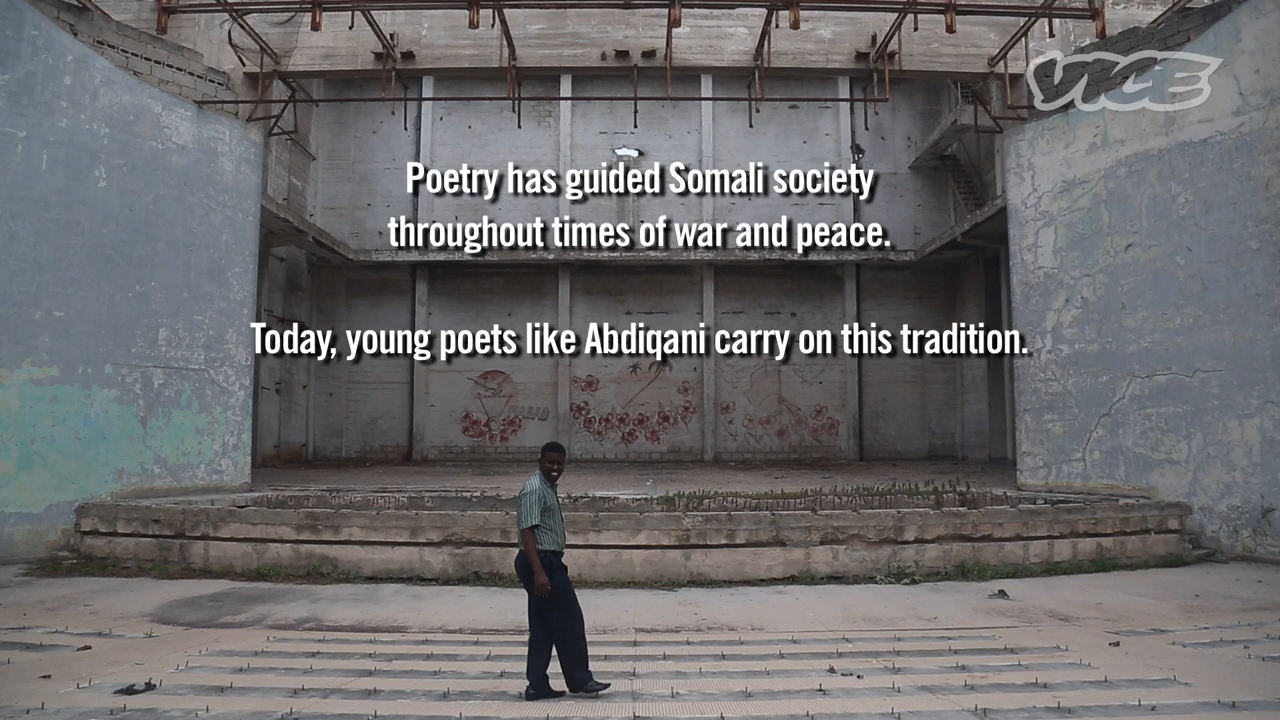 VICE
Poetry has guided Somali society
throughout times of war and peace.
Today, young poets like Abdiqani carry on this tradition.